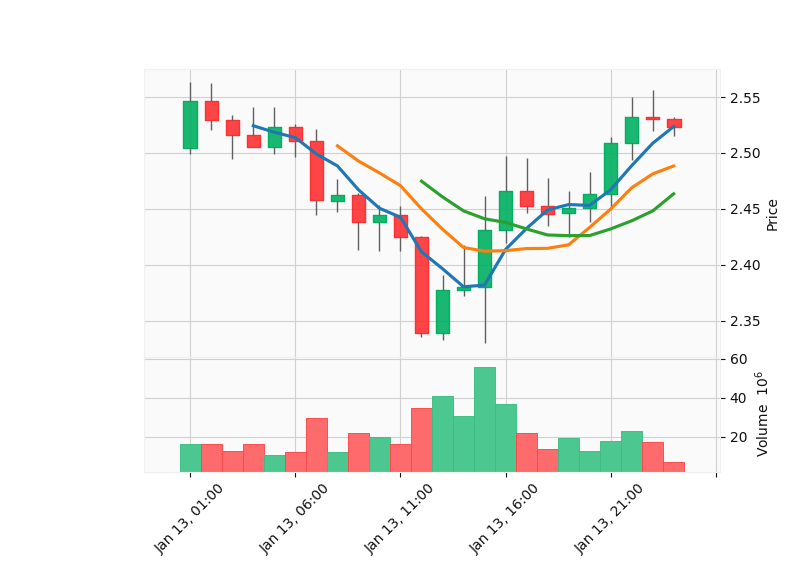 2.55
2.50
2.45
2.40
2.35
Price
60
40
20
Volume 10^6
Jan 13, 01:00
Jan 13, 06:00
Jan 13, 11:00
Jan 13, 16:00
Jan 13, 21:00